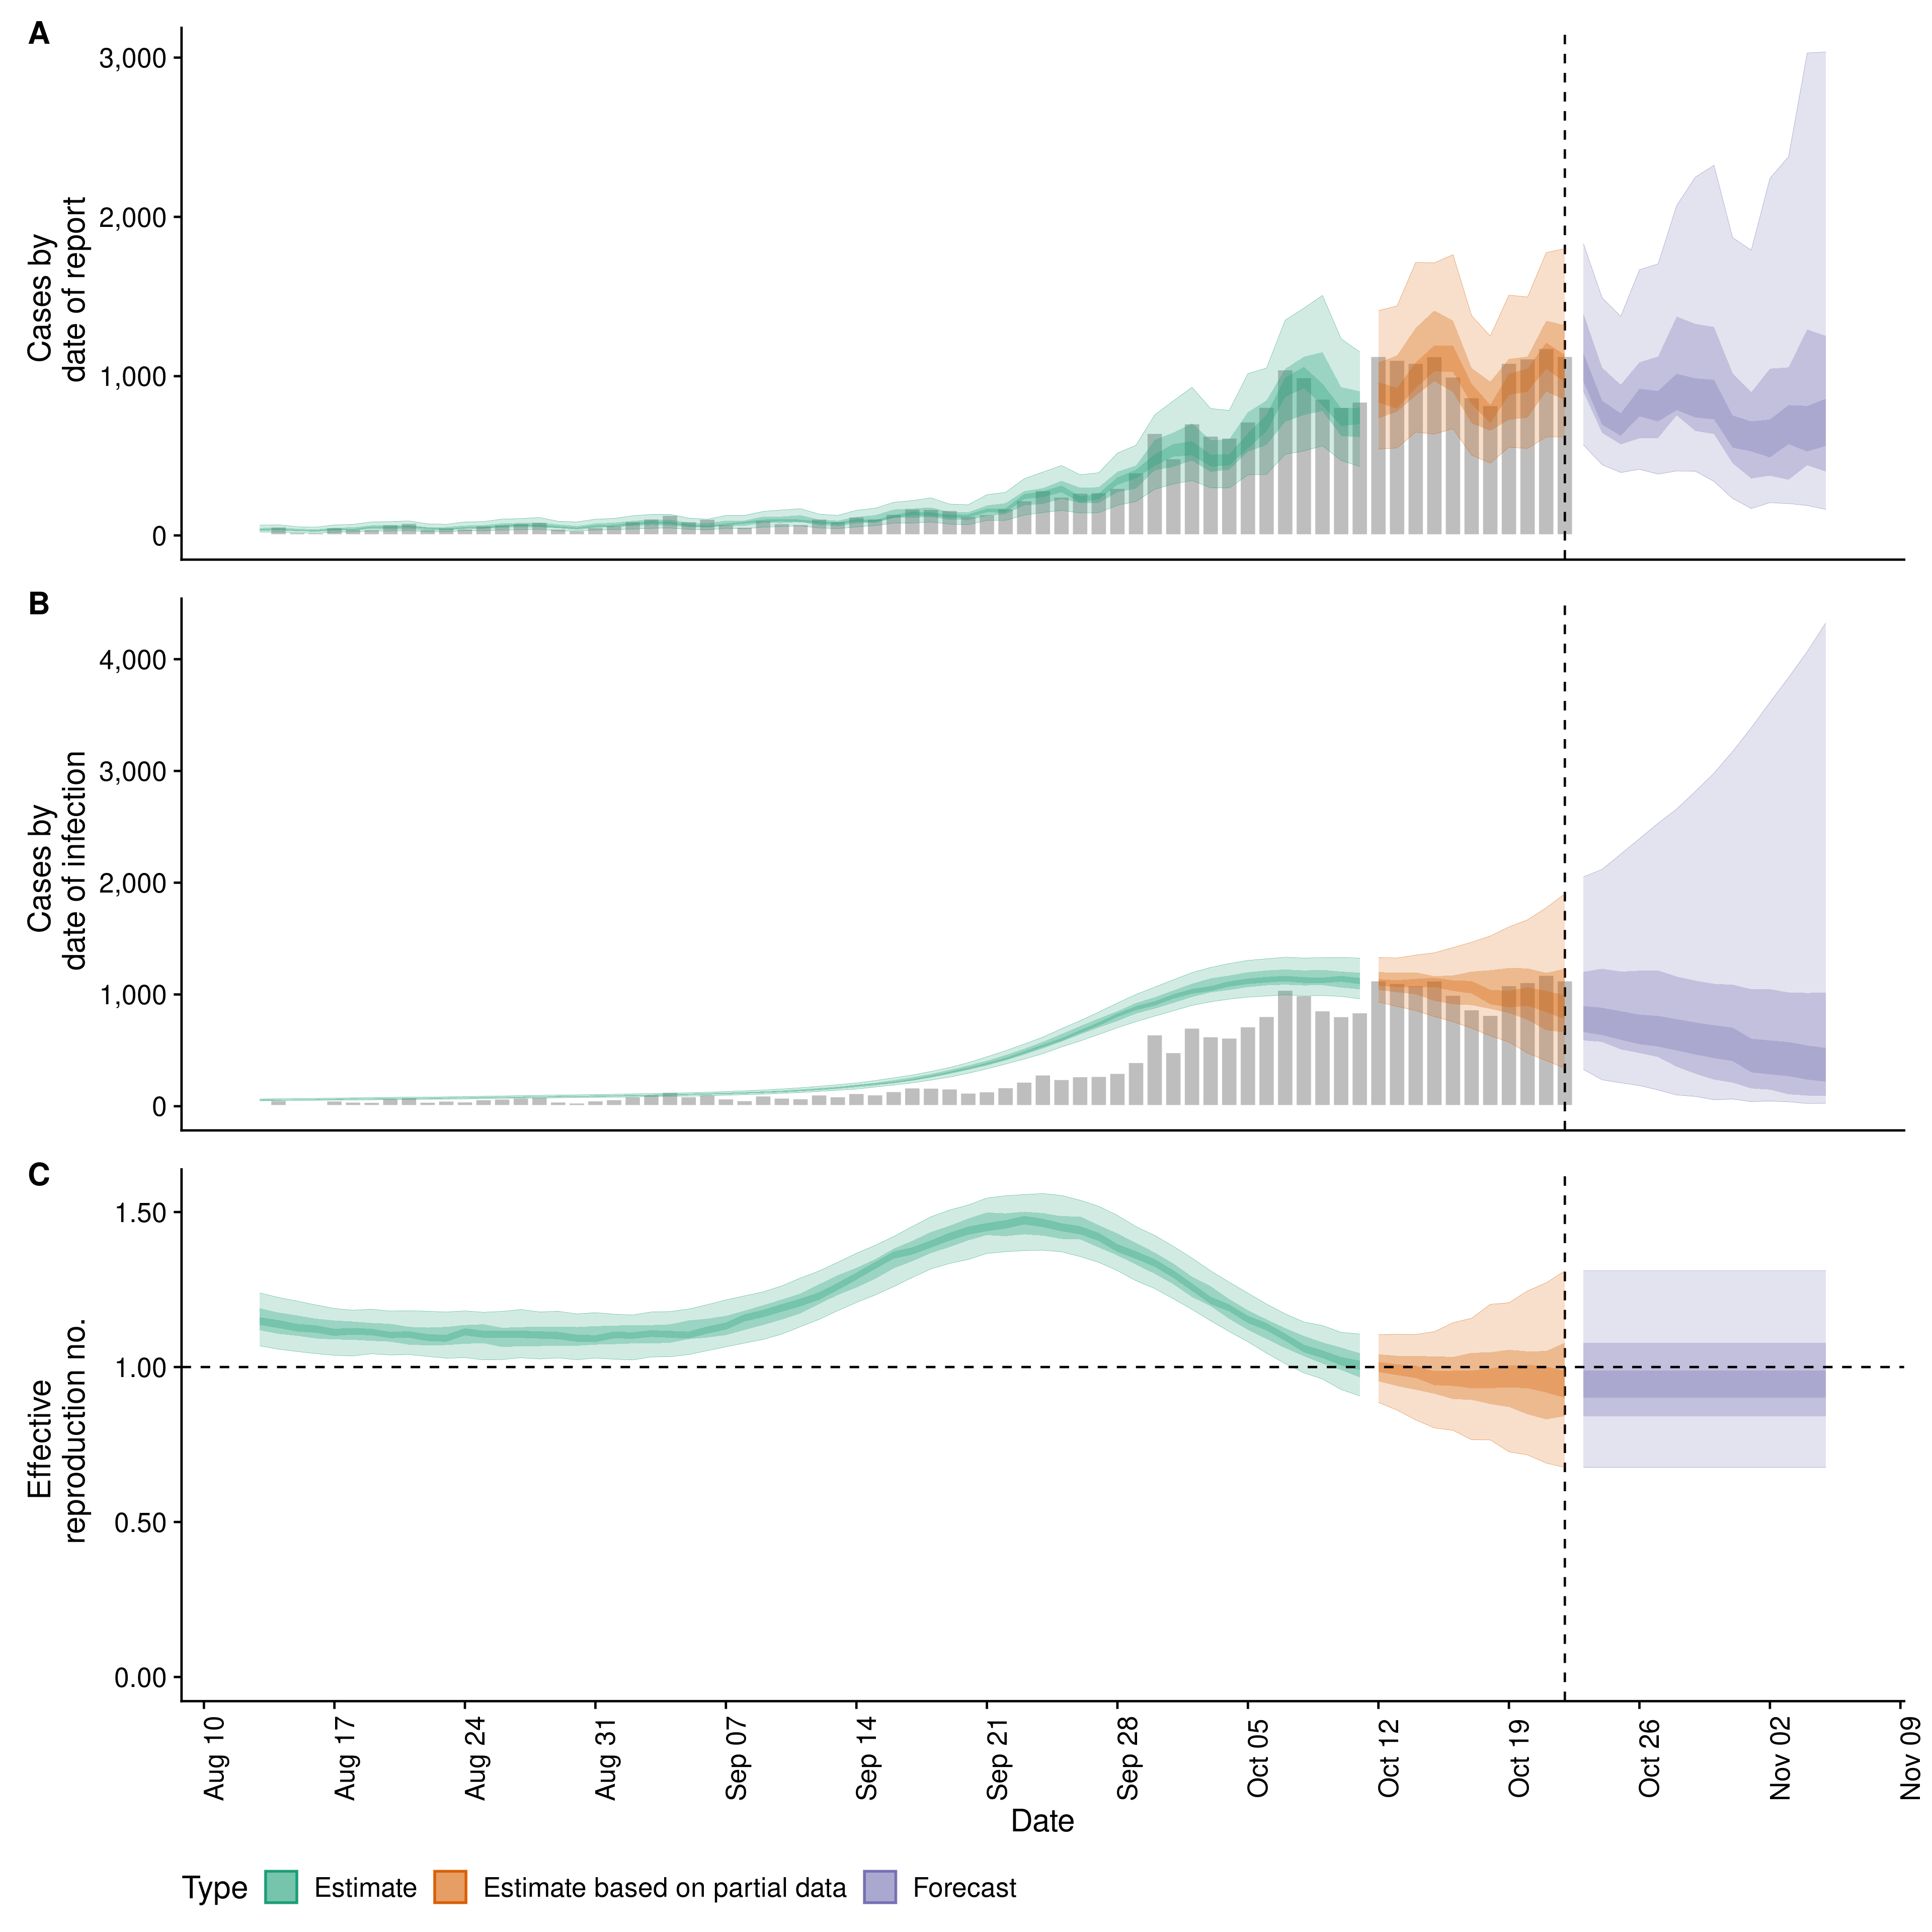 A
3,000
2,000
1,000
0
Cases by
date of report
B
4,000
3,000
2,000
1,000
0
Cases by
date of infection
C
1.50
1.00
0.50
0.00
Effective
reproduction no.
Aug 10
Aug 17
Aug 24
Aug 31
Sep 07
Sep 14
Sep 21
Sep 28
Oct 05
Oct 12
Oct 19
Oct 26
Nov 02
Nov 09
Date
Type Estimate Estimate based on partial data Forecast